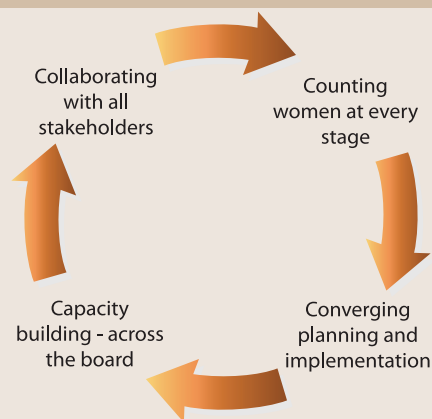 Collaborating
with all
stakeholders
Counting
women at every
stage
Converging
planning and
implementation
Capacity
building - across
the board